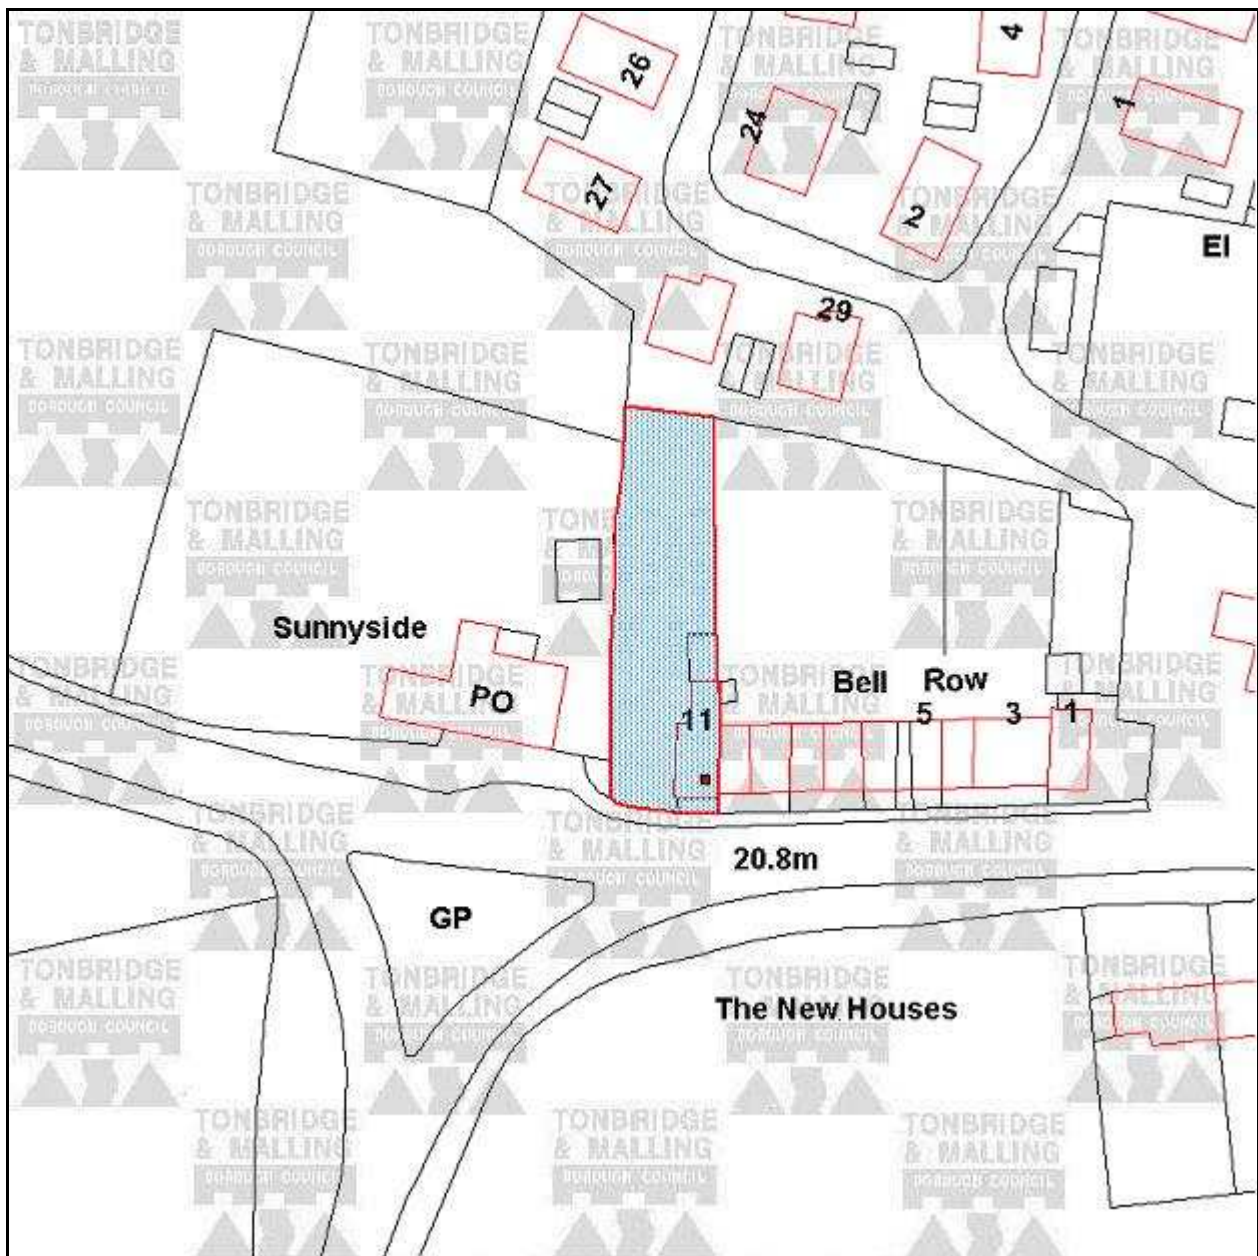 TONBRIDGE
& MALLING
BOROUGH COUNCIL
26
4
24
1
27
2
EI
29
Sunnyside
PO
Bell Row
11
5
3
1
20.8m
GP
The New Houses